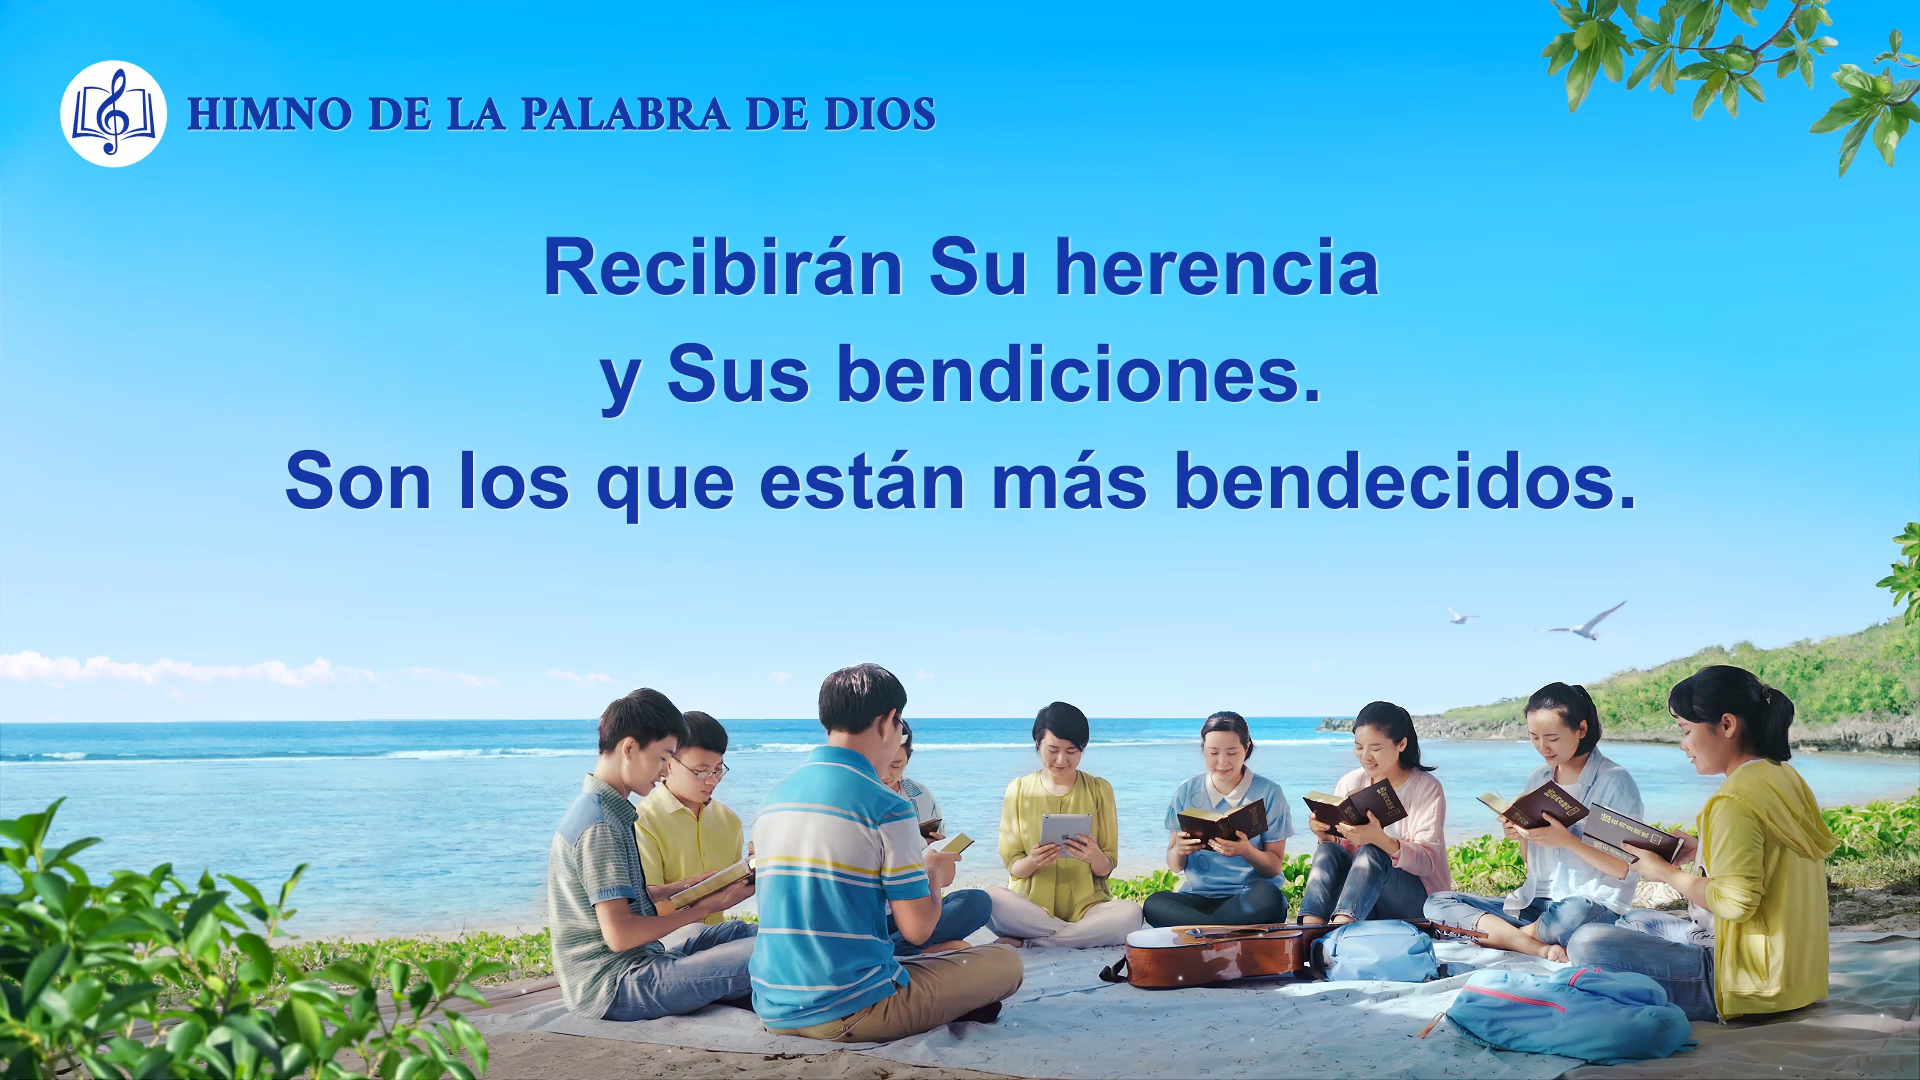 HIMNO DE LA PALABRA DE DIOS
Recibirán Su herencia
y Sus bendiciones.
Son los que están más bendecidos.